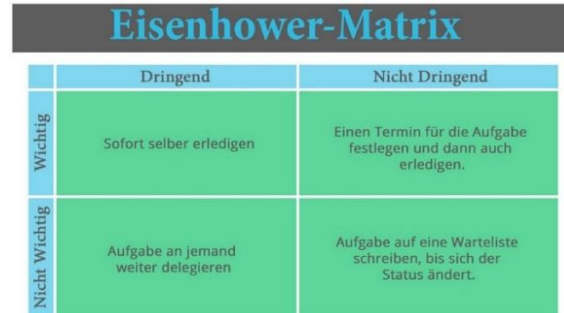 Eisenhower-Matrix
Dringend
Nicht Dringend
Wichtig
Sofort selber erledigen
Einen Termin für die Aufgabe
festlegen und dann auch
erledigen.
Nicht Wichtig
Aufgabe an jemand
weiter delegieren
Aufgabe auf eine Warteliste
schreiben, bis sich der
Status ändert.